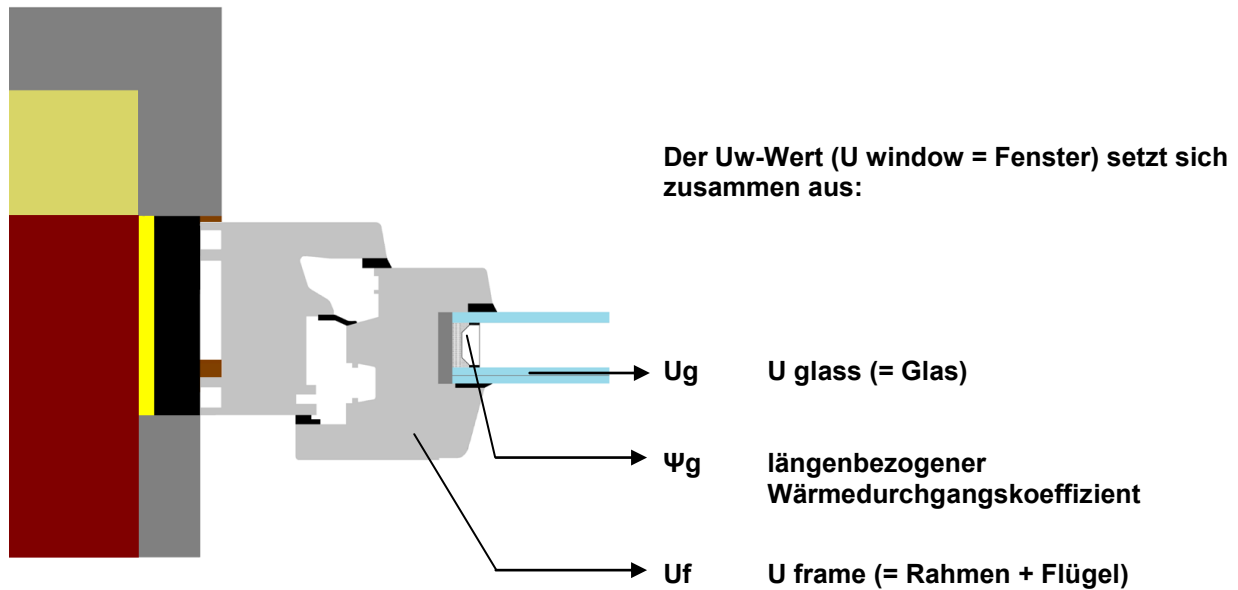 Der Uw-Wert (U window = Fenster) setzt sich
zusammen aus:
Ug U glass (= Glas)
Ψg längenbezogener
Wärmedurchgangskoeffizient
Uf U frame (= Rahmen + Flügel)